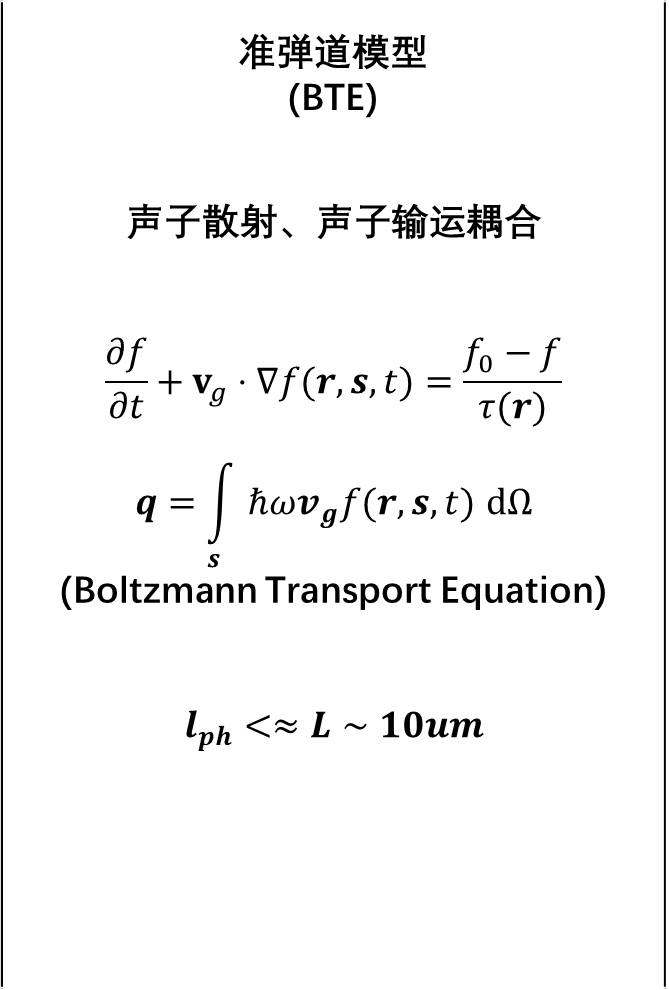 准弹道模型
(BTE)
声子散射、声子输运耦合
∂f/∂t + v_g · ∇f(r, s, t) = (f_0 − f)/τ(r)
q = ∫_s ħωv_g f(r, s, t) dΩ
(Boltzmann Transport Equation)
l_ph <≈ L ~ 10um